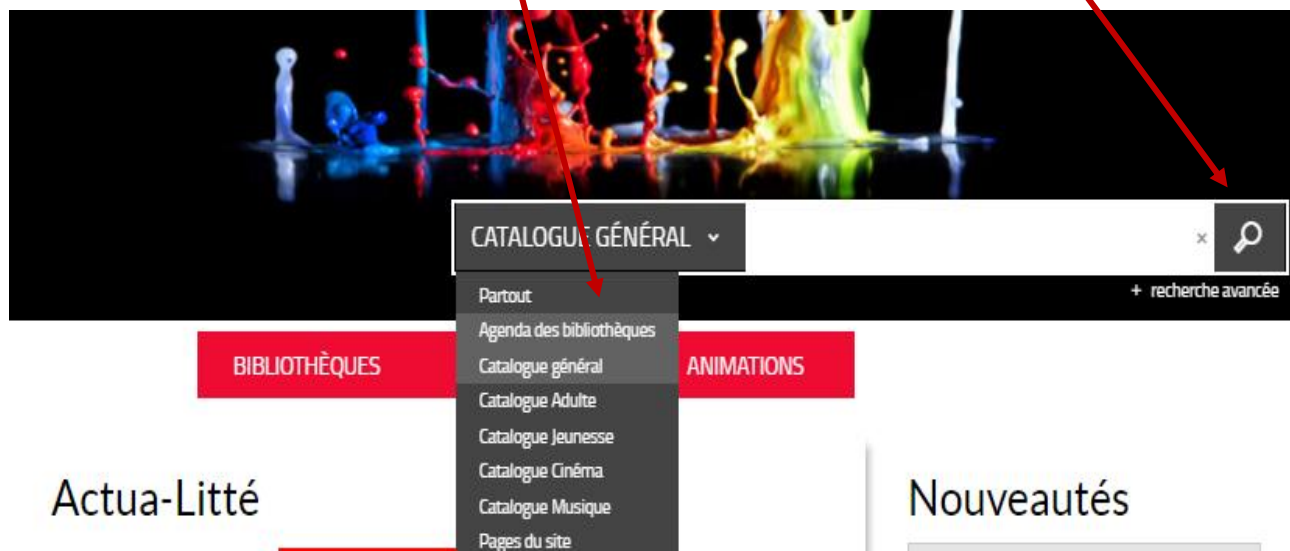 CATALOGUE GÉNÉRAL
×
+ recherche avancée
Partout
Agenda des bibliothèques
Catalogue général
Catalogue Adulte
Catalogue Jeunesse
Catalogue Cinéma
Catalogue Musique
Pages du site
BIBLIOTHÈQUES
ANIMATIONS
Actua-Litté
Nouveautés